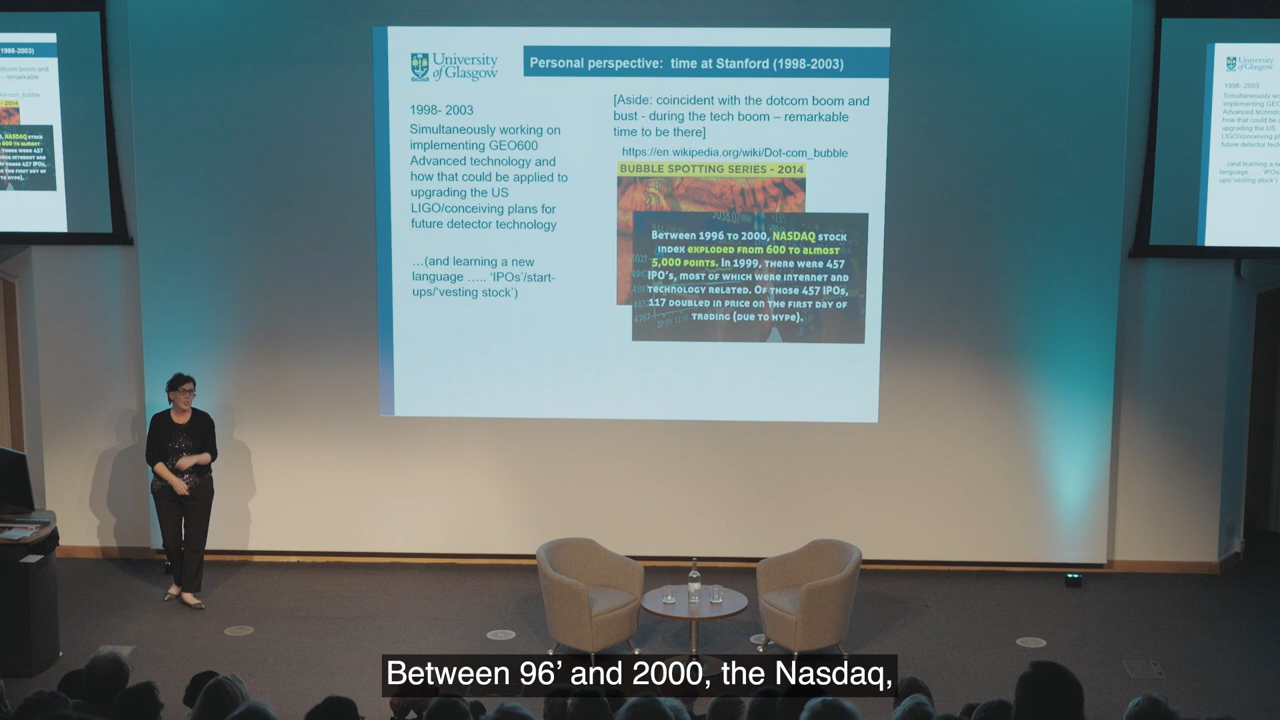 University
of Glasgow
Personal perspective: time at Stanford (1998-2003)
1998- 2003
Simultaneously working on
implementing GEO600
Advanced technology and
how that could be applied to
upgrading the US
LIGO/conceiving plans for
future detector technology
…(and learning a new
language ….. ‘IPOs’/start-
ups/‘vesting stock’)
[Aside: coincident with the dotcom boom and
bust - during the tech boom – remarkable
time to be there]
https://en.wikipedia.org/wiki/Dot-com_bubble
BUBBLE SPOTTING SERIES - 2014
Between 1996 to 2000, NASDAQ stock
index exploded from 600 to almost
5,000 points. In 1999, there were 457
IPO's, most of which were internet and
technology related. Of those 457 IPOs,
117 doubled in price on the first day of
trading (due to hype).
Between 96’ and 2000, the Nasdaq,